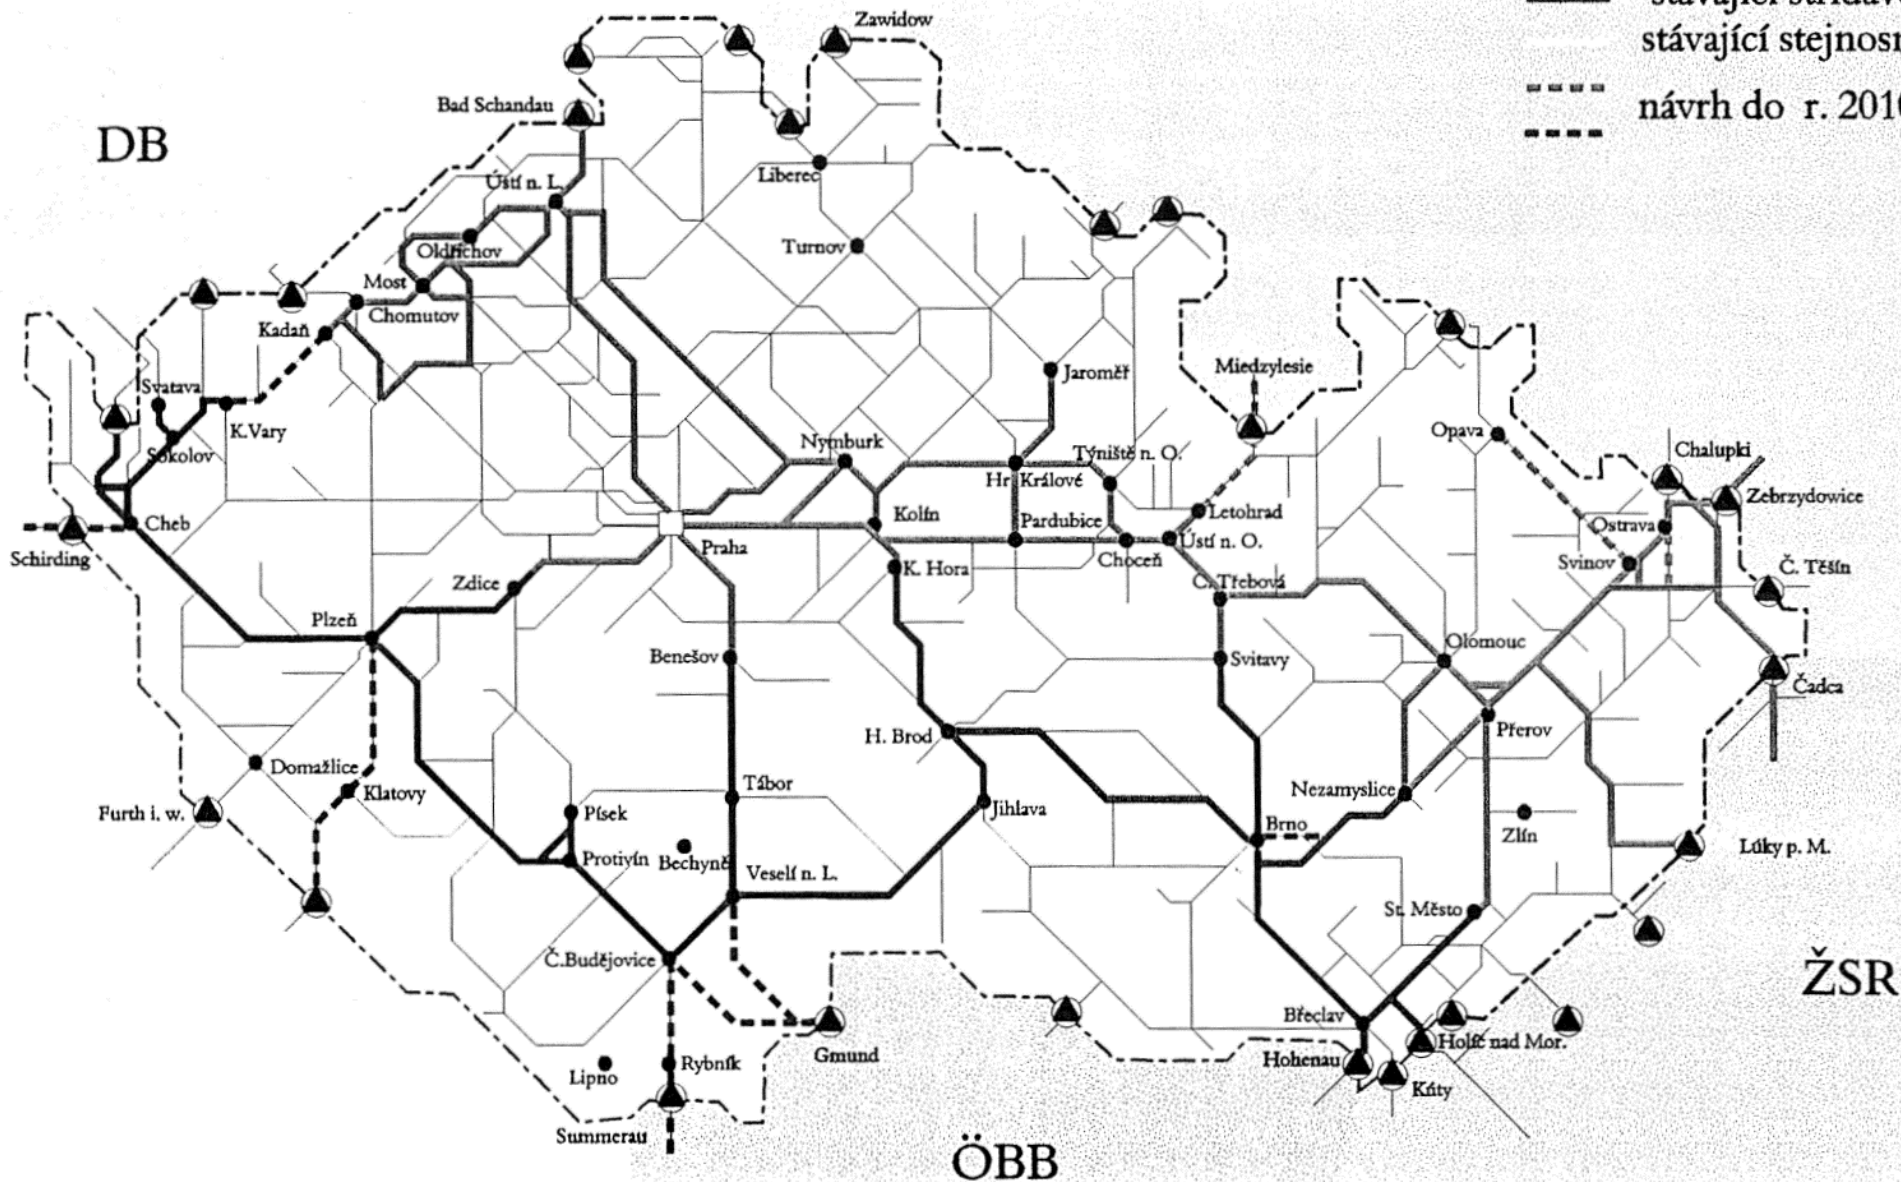 stávající
stávající stejnosm
návrh do r. 2010
DB
Zawidow
Bad Schandau
Ústí n. L.
Liberec
Oldřichov
Turnov
Most
Chomutov
Kadaň
Miedzylesie
Jaroměř
Svatava
K.Vary
Sokolov
Nymburk
Týniště n. O.
Opava
Chalupki
Hr. Králové
Zebrzydowice
Cheb
Kolín
Pardubice
Letohrad
Ostrava
Schirding
Praha
Choceň
Ústí n. O.
Svinov
K. Hora
Č. Těšín
Zdice
Č. Třebová
Plzeň
Benešov
Svitavy
Olomouc
Čadca
H. Brod
Přerov
Domažlice
Klatovy
Tábor
Nezamyslice
Furth i. w.
Písek
Jihlava
Brno
Zlín
Lúky p. M.
Protivín
Bechyně
Veselí n. L.
St. Město
Č.Budějovice
ŽSR
Břeclav
Gmund
Hohenau
Holíč nad Mor.
Lipno
Rybník
Kúty
Summerau
ÖBB